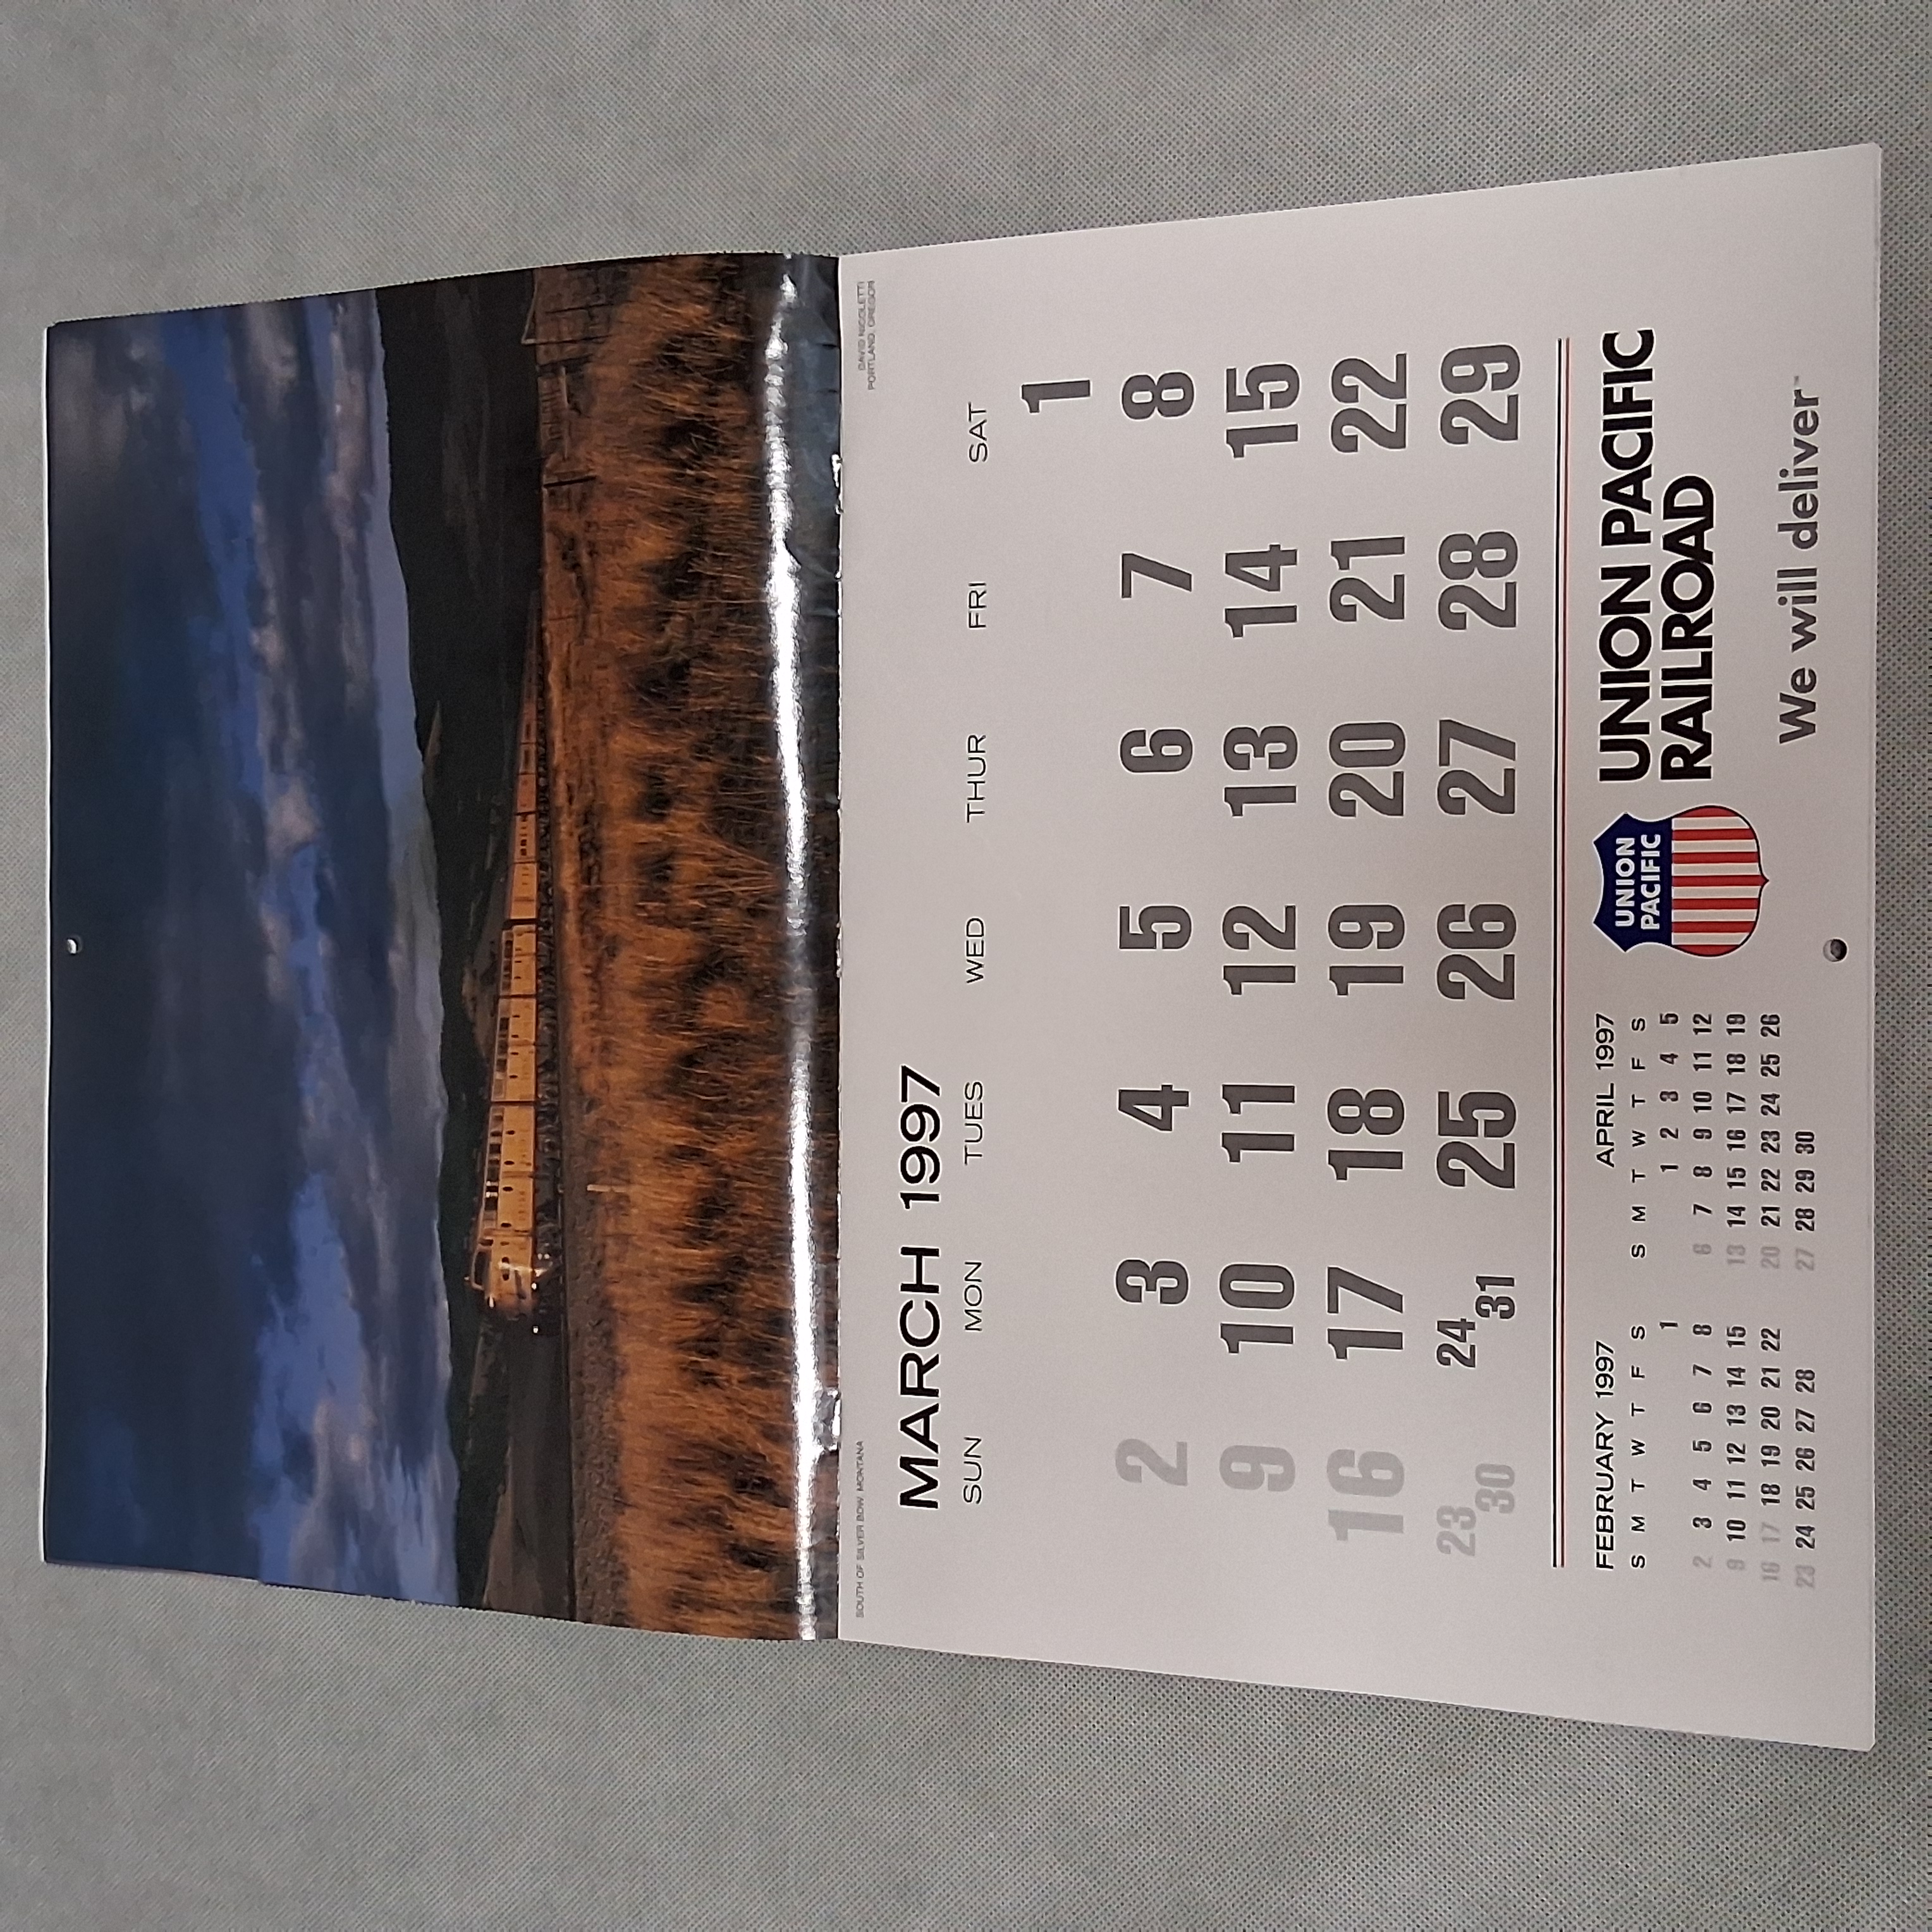 SOUTH OF SILVER BOW, MONTANA
DAVID NICOLETTI
PORTLAND, OREGON
MARCH 1997
SUN MON TUES WED THUR FRI SAT
1
2 3 4 5 6 7 8
9 10 11 12 13 14 15
16 17 18 19 20 21 22
23 30 24 31 25 26 27 28 29
FEBRUARY 1997
S M T W T F S
1
2 3 4 5 6 7 8
9 10 11 12 13 14 15
16 17 18 19 20 21 22
23 24 25 26 27 28
APRIL 1997
S M T W T F S
1 2 3 4 5
6 7 8 9 10 11 12
13 14 15 16 17 18 19
20 21 22 23 24 25 26
27 28 29 30
UNION
PACIFIC
UNION PACIFIC
RAILROAD
We will deliver™